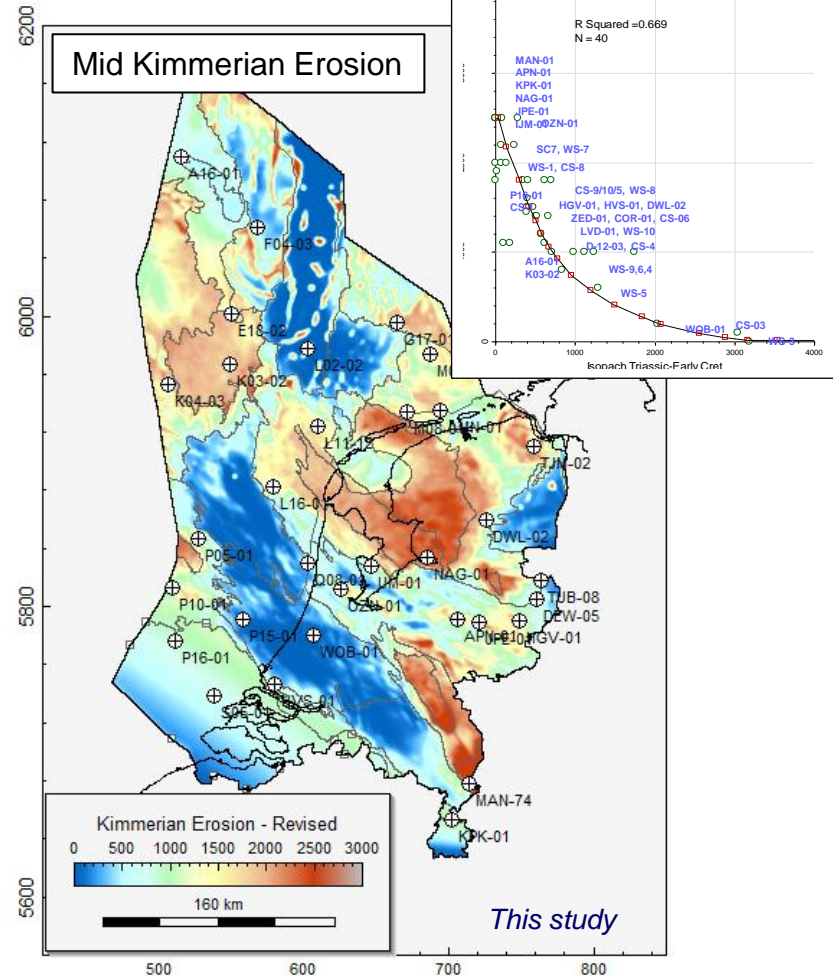 6200
Mid Kimmerian Erosion
R Squared =0.669
N = 40
MAN-01
APN-01
KPK-01
NAG-01
JPE-01
IJM-01
OZN-01
SC7, WS-7
WS-1, CS-8
CS-9/10/5, WS-8
P16-01
HGV-01, HVS-01, DWL-02
ZED-01, COR-01, CS-06
LVD-01, WS-10
D-12-03, CS-4
A16-01
K03-02
WS-9,6,4
WS-5
WOB-01
CS-03
0
0
1000
2000
3000
4000
Isopach Triassic-Early Cret
A16-01
F04-03
6000
E18-02
G17-01
L02-02
K03-02
K04-03
L11-12
TJM-02
L16-0
DWL-02
P05-01
NAG-01
Q08-0
IJM-01
TUB-08
P10-01
OZN-01
DZW-05
5800
P15-01
APN-01
HGV-01
WOB-01
P16-01
HVS-01
S05-01
MAN-74
KPK-01
Kimmerian Erosion - Revised
0 500 1000 1500 2000 2500 3000
160 km
5600
This study
500 600 700 800